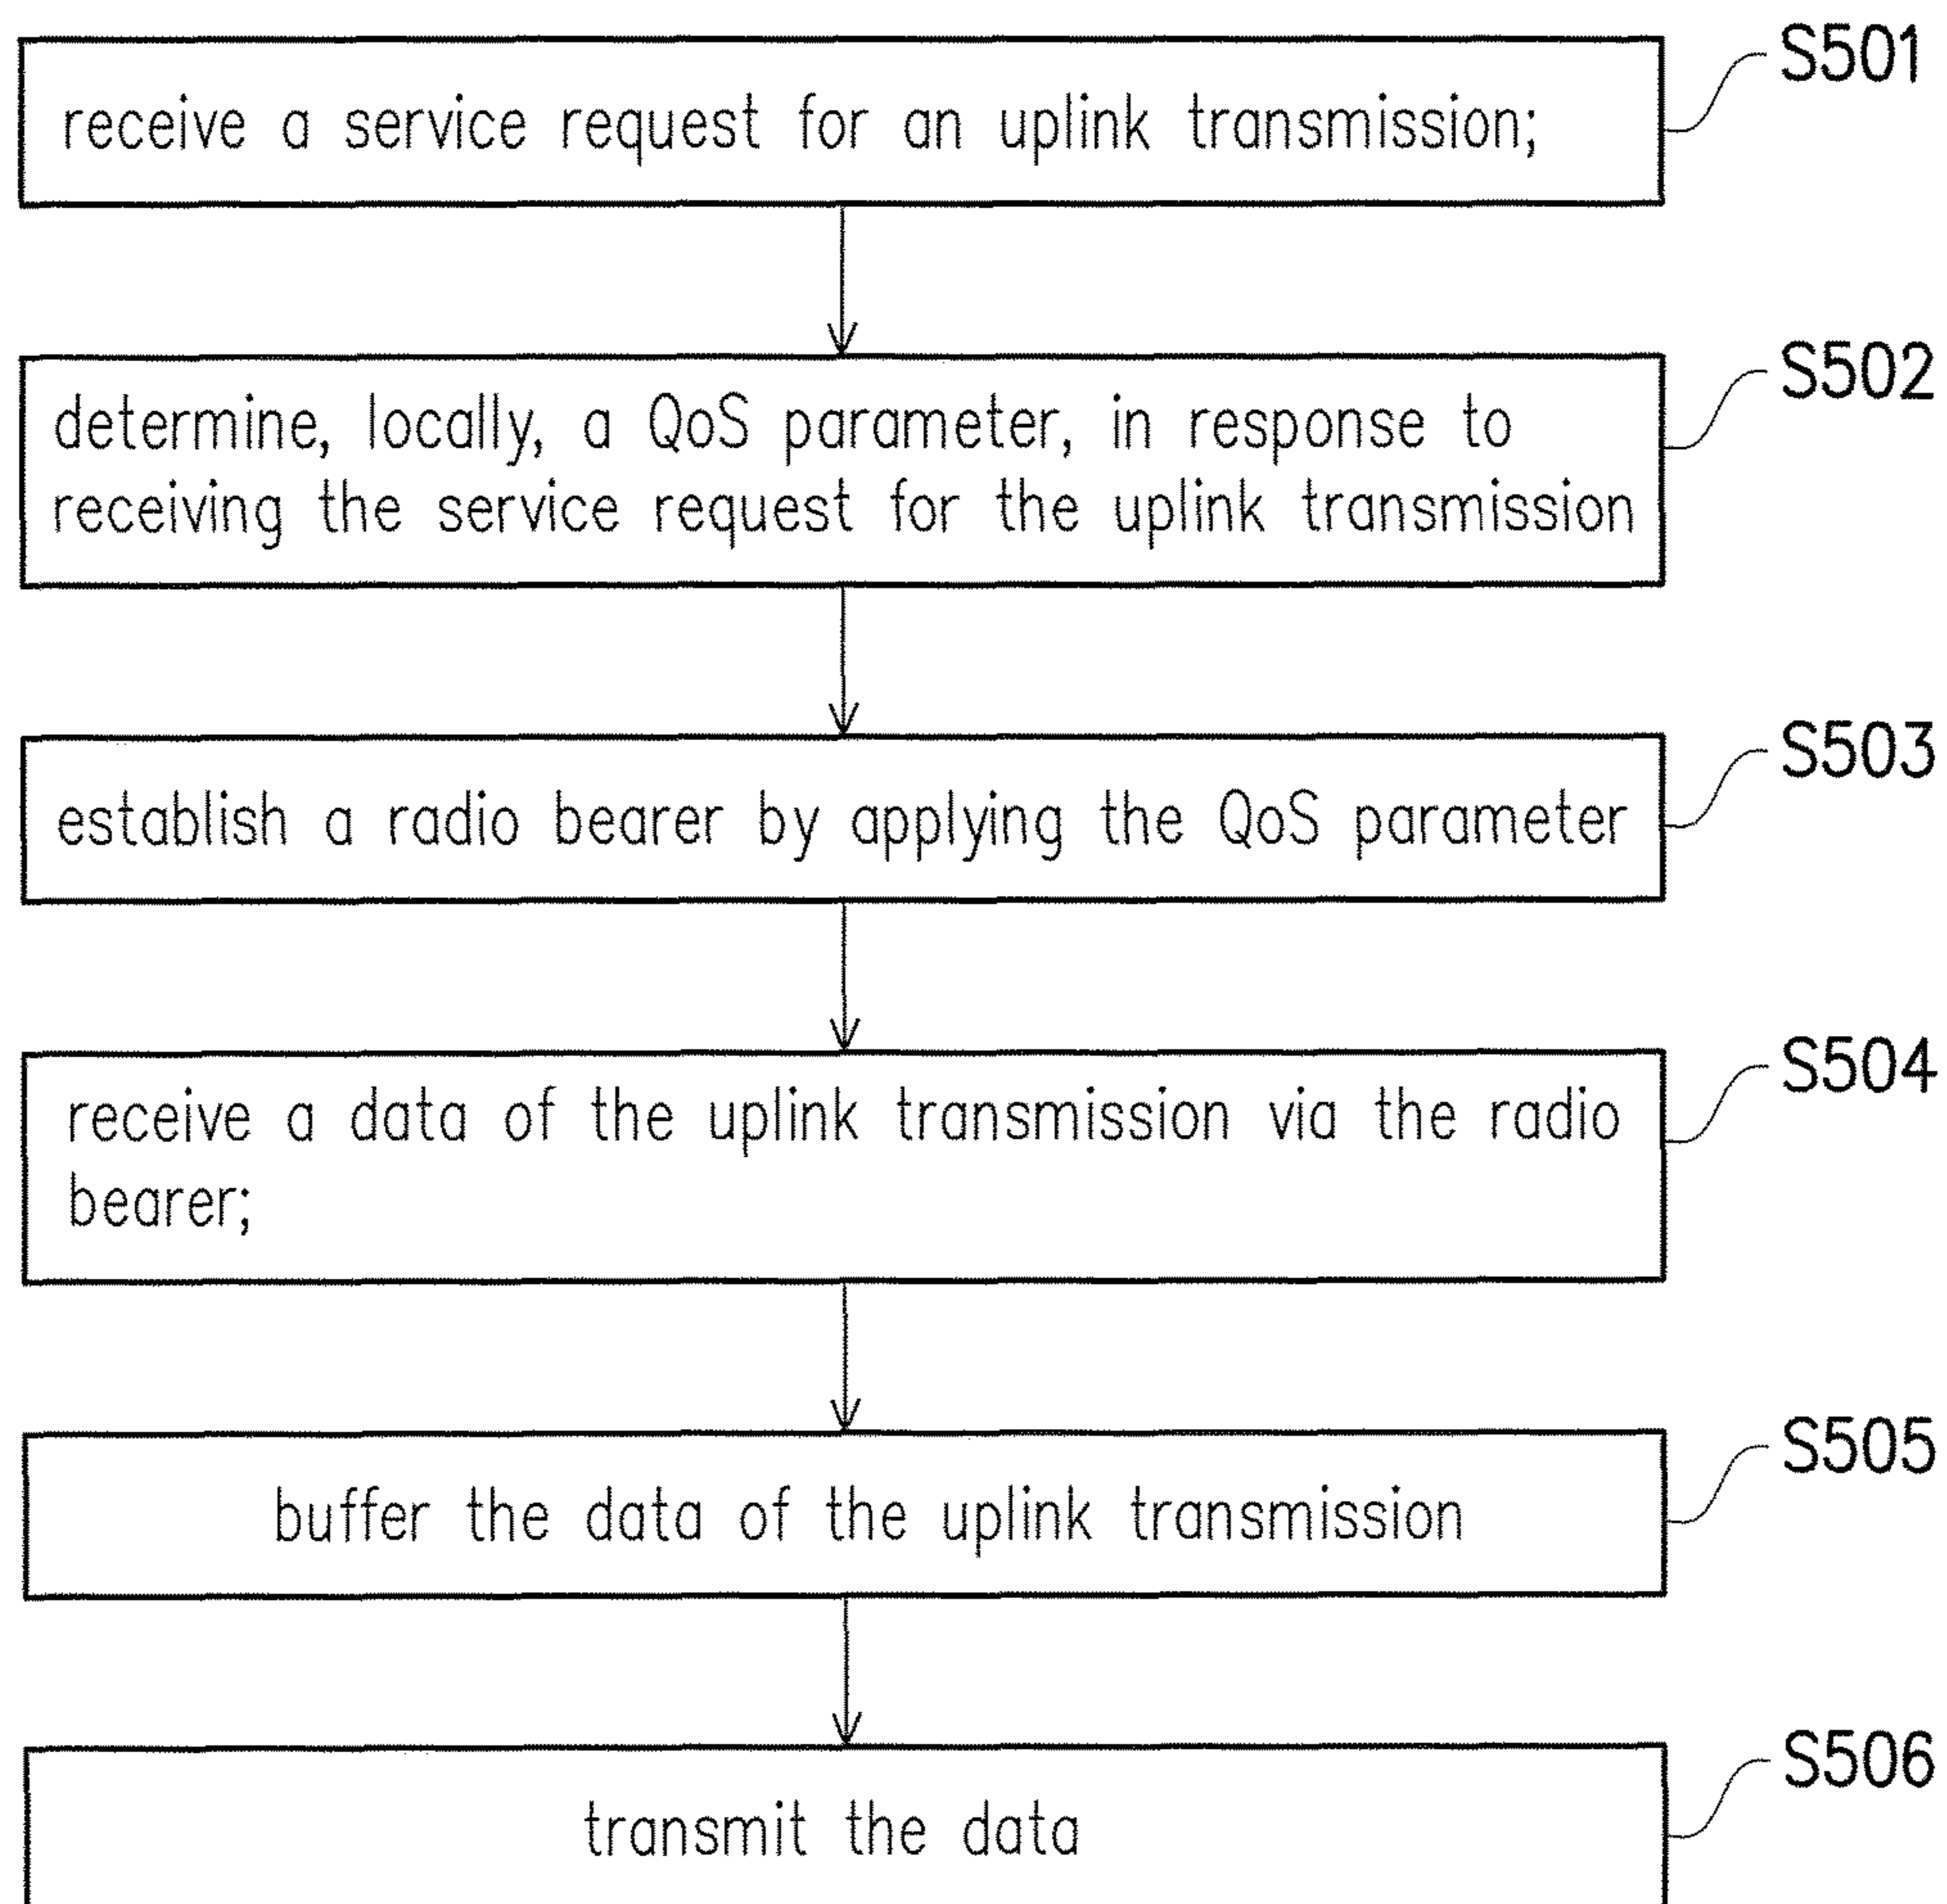 S501
receive a service request for an uplink transmission;
S502
determine, locally, a QoS parameter, in response to
receiving the service request for the uplink transmission
S503
establish a radio bearer by applying the QoS parameter
S504
receive a data of the uplink transmission via the radio
bearer;
S505
buffer the data of the uplink transmission
S506
transmit the data